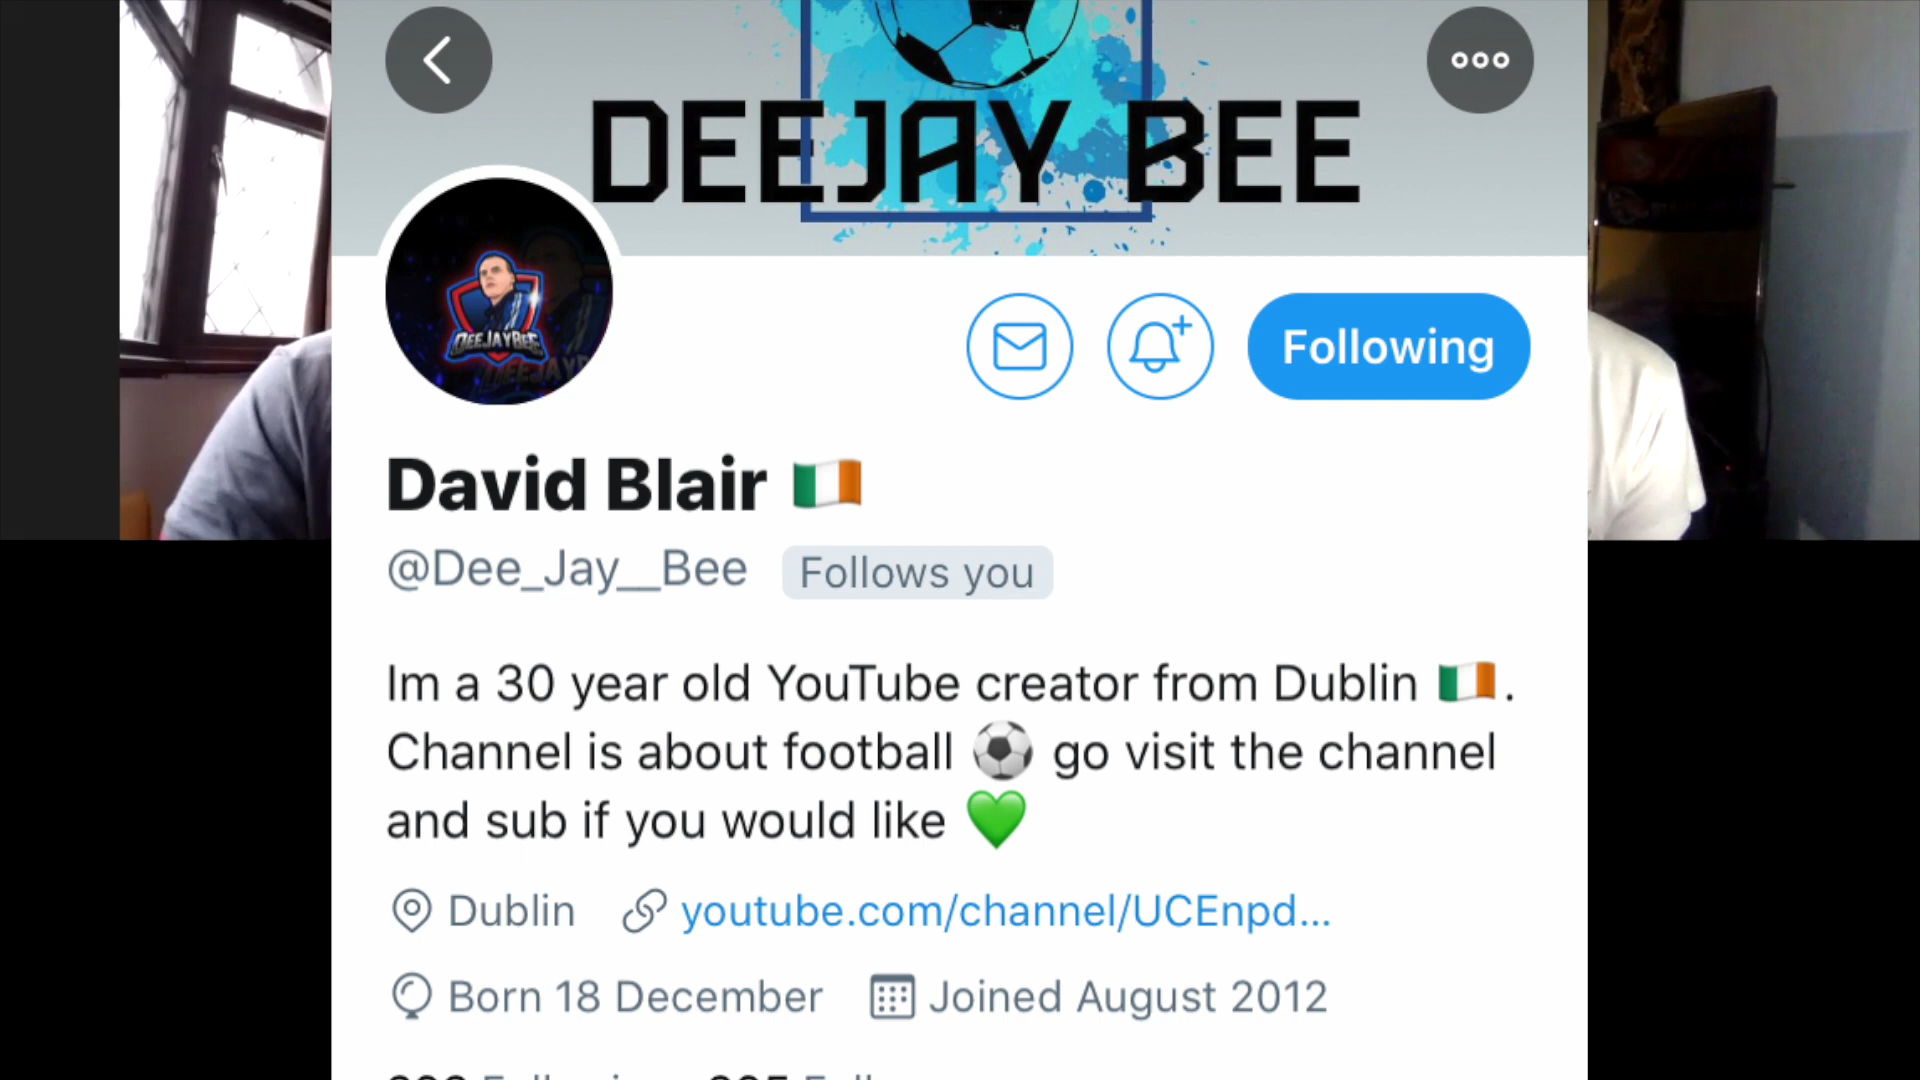 DEEJAY BEE
DEEJAYBEE
Following
David Blair 🇮🇪
@Dee_Jay__Bee Follows you
Im a 30 year old YouTube creator from Dublin 🇮🇪.
Channel is about football ⚽ go visit the channel
and sub if you would like 💚
Dublin youtube.com/channel/UCEnpd...
Born 18 December Joined August 2012